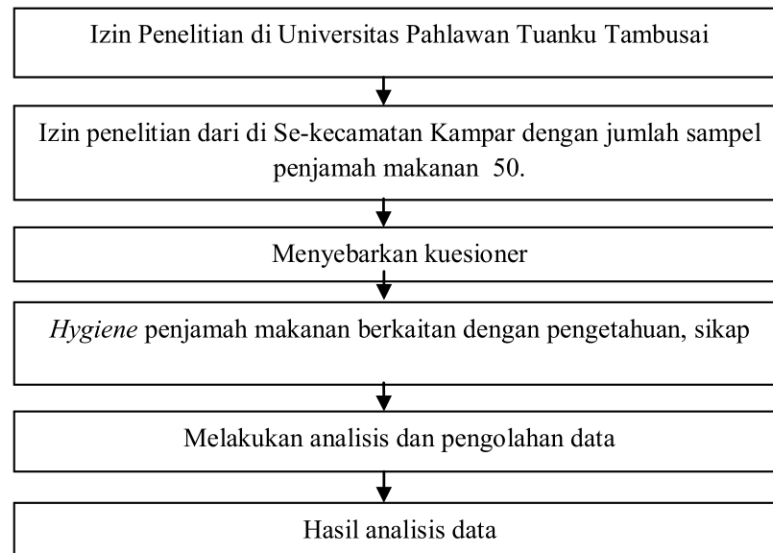 Izin Penelitian di Universitas Pahlawan Tuanku Tambusai
Izin penelitian dari di Se-kecamatan Kampar dengan jumlah sampel
penjamah makanan 50.
Menyebarkan kuesioner
Hygiene penjamah makanan berkaitan dengan pengetahuan, sikap
Melakukan analisis dan pengolahan data
Hasil analisis data